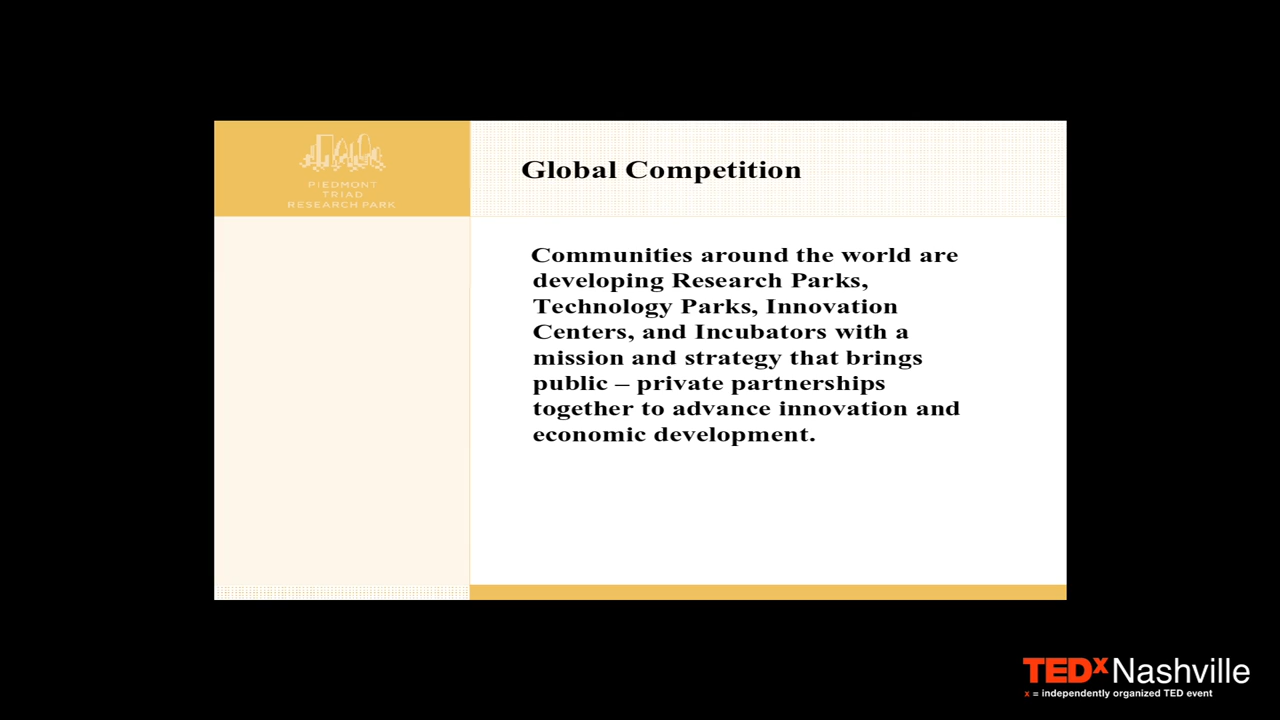 PIEDMONT
TRIAD
RESEARCH PARK
Global Competition
Communities around the world are
developing Research Parks,
Technology Parks, Innovation
Centers, and Incubators with a
mission and strategy that brings
public – private partnerships
together to advance innovation and
economic development.
TEDxNashville
x = independently organized TED event